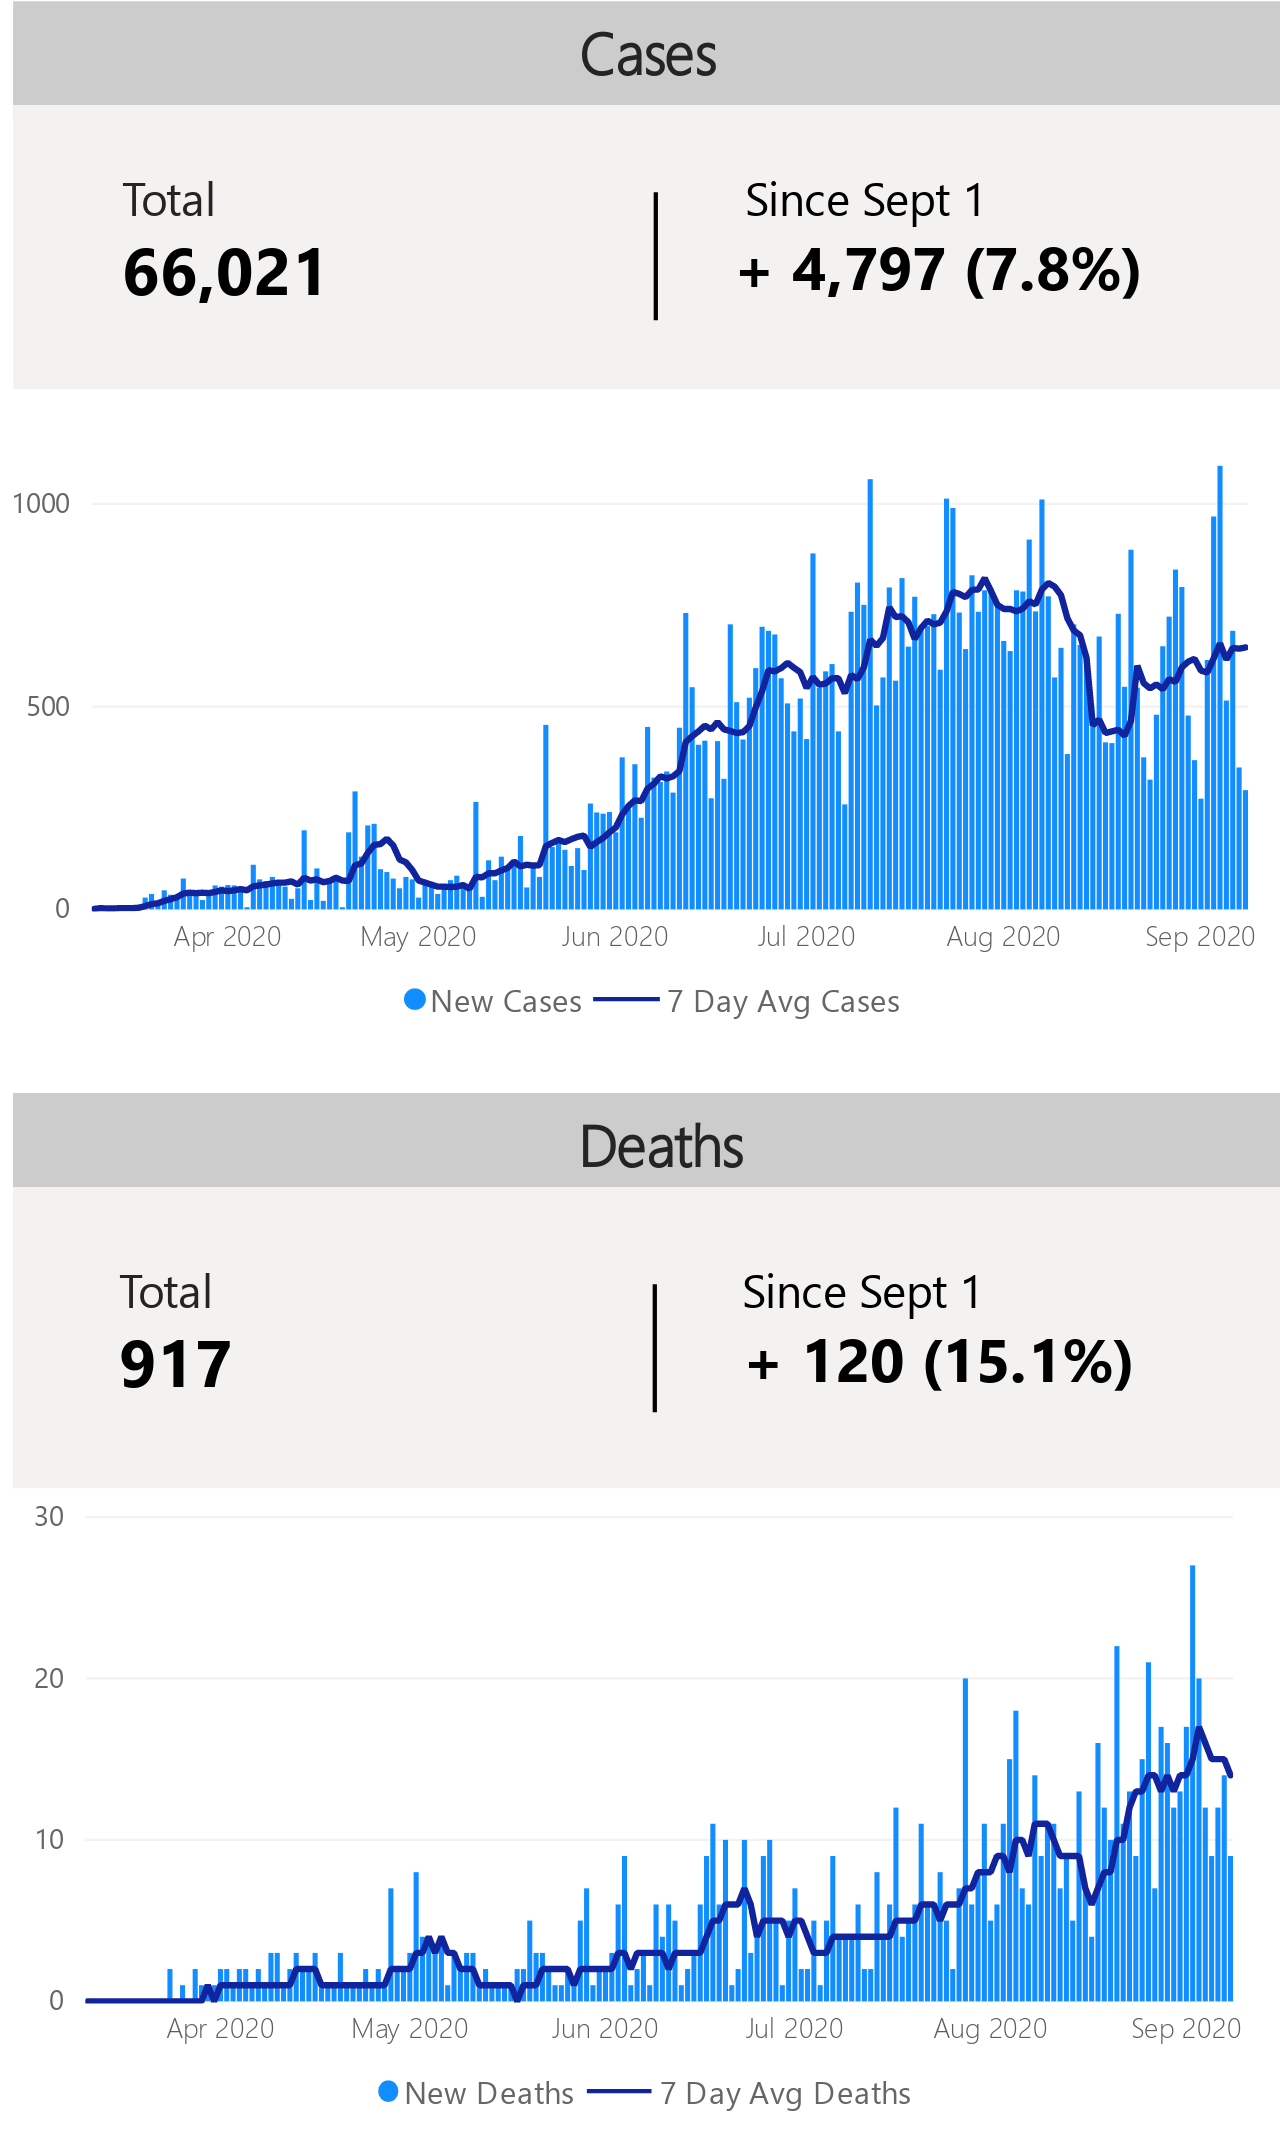 Cases
Total
Since Sept 1
66,021
+ 4,797 (7.8%)
1000
500
0
Apr 2020 May 2020 Jun 2020 Jul 2020 Aug 2020 Sep 2020
New Cases 7 Day Avg Cases
Deaths
Total
Since Sept 1
917
+ 120 (15.1%)
30
20
10
0
Apr 2020 May 2020 Jun 2020 Jul 2020 Aug 2020 Sep 2020
New Deaths 7 Day Avg Deaths